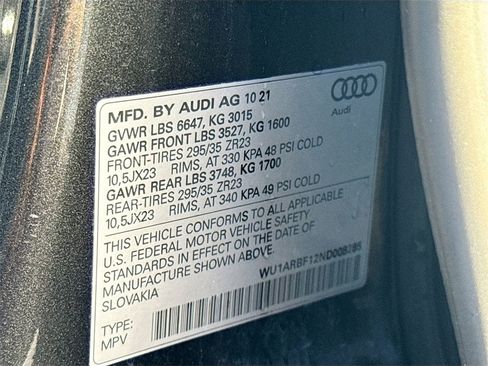 MFD. BY AUDI AG 10 21
GVWR LBS 6647, KG 3015
GAWR FRONT LBS 3527, KG 1600
FRONT-TIRES 295/35 ZR23
10,5JX23 RIMS, AT 330 KPA 48 PSI COLD
GAWR REAR LBS 3748, KG 1700
REAR-TIRES 295/35 ZR23
10,5JX23 RIMS, AT 340 KPA 49 PSI COLD
THIS VEHICLE CONFORMS TO ALL APPLICABLE
U.S. FEDERAL MOTOR VEHICLE SAFETY
STANDARDS IN EFFECT ON THE DATE OF
MANUFACTURE SHOWN ABOVE.
SLOVAKIA
TYPE:
MPV
Audi